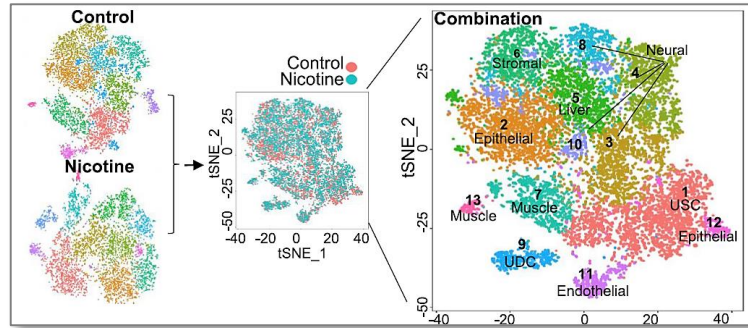 Control
Nicotine
Control
Nicotine
tSNE_2
25
0
-25
-50
-40
-20
0
20
40
tSNE_1
Combination
tSNE_2
25
0
-25
-50
-40
-20
0
20
40
6
Stromal
8
Neural
4
5
Liver
2
Epithelial
10
3
1
USC
13
Muscle
7
Muscle
12
Epithelial
9
UDC
11
Endothelial